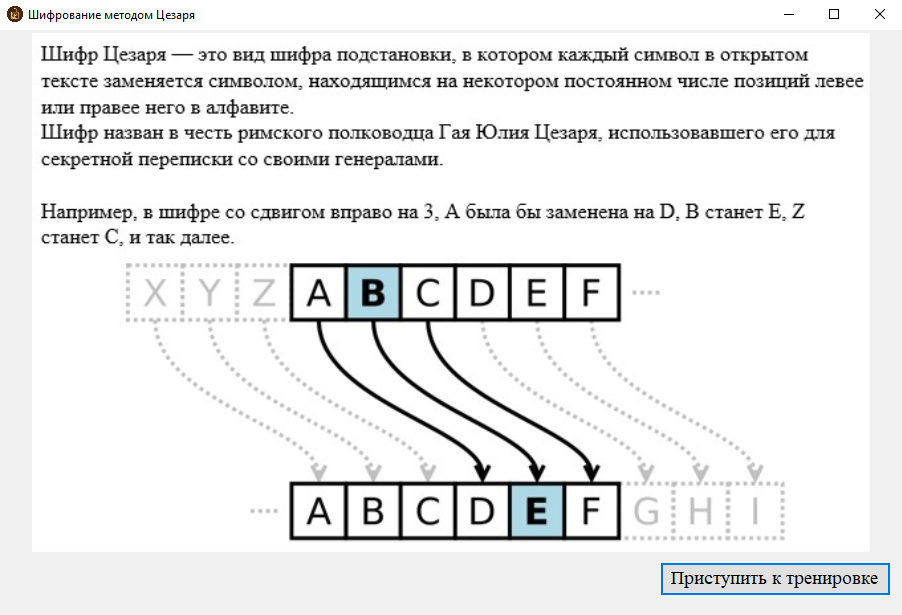 Шифрование методом Цезаря
Шифр Цезаря — это вид шифра подстановки, в котором каждый символ в открытом
тексте заменяется символом, находящимся на некотором постоянном числе позиций левее
или правее него в алфавите.
Шифр назван в честь римского полководца Гая Юлия Цезаря, использовавшего его для
секретной переписки со своими генералами.
Например, в шифре со сдвигом вправо на 3, A была бы заменена на D, B станет E, Z
станет C, и так далее.
X Y Z A B C D E F ....
.... A B C D E F G H I
Приступить к тренировке